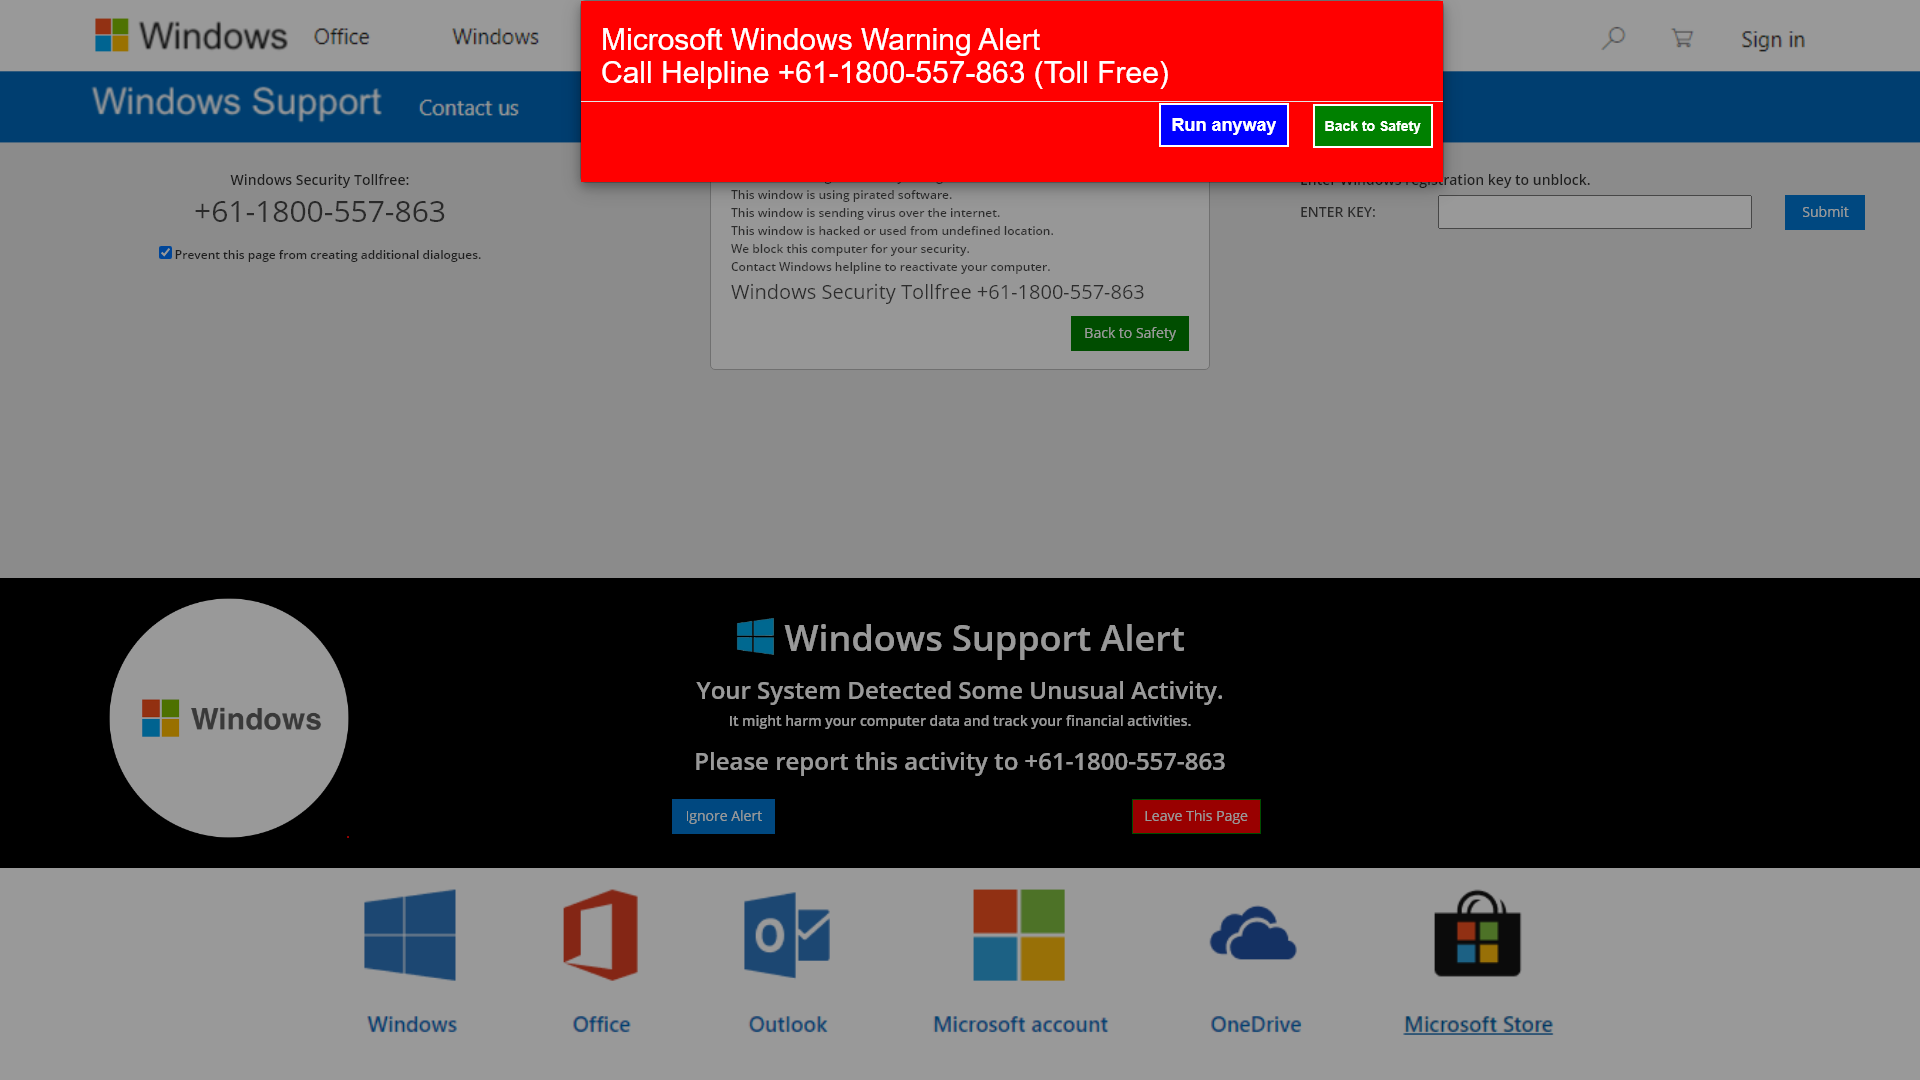 Windows
Office
Windows
Sign in
Microsoft Windows Warning Alert
Call Helpline +61-1800-557-863 (Toll Free)
Run anyway
Back to Safety
Windows Support
Contact us
Windows Security Tollfree:
+61-1800-557-863
Prevent this page from creating additional dialogues.
This window is using pirated software.
This window is sending virus over the internet.
This window is hacked or used from undefined location.
We block this computer for your security.
Contact Windows helpline to reactivate your computer.
Windows Security Tollfree +61-1800-557-863
Back to Safety
Enter Windows registration key to unblock.
ENTER KEY:
Submit
Windows
Windows Support Alert
Your System Detected Some Unusual Activity.
It might harm your computer data and track your financial activities.
Please report this activity to +61-1800-557-863
Ignore Alert
Leave This Page
Windows
Office
Outlook
Microsoft account
OneDrive
Microsoft Store